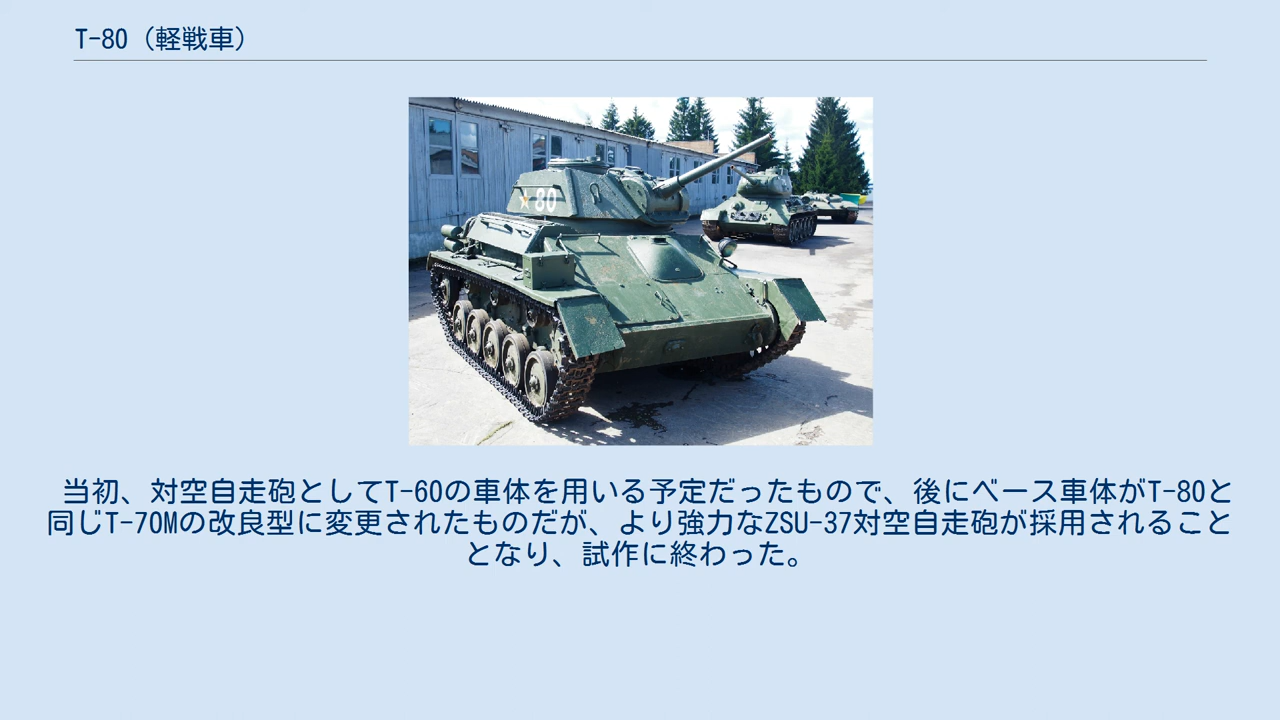 T-80（軽戦車）
★80
当初、対空自走砲としてT-60の車体を用いる予定だったもので、後にベース車体がT-80と
同じT-70Mの改良型に変更されたものだが、より強力なZSU-37対空自走砲が採用されること
となり、試作に終わった。